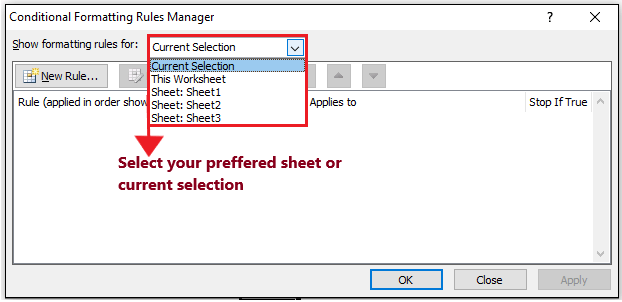 Conditional Formatting Rules Manager
Show formatting rules for: Current Selection
Current Selection
This Worksheet
Sheet: Sheet1
Sheet: Sheet2
Sheet: Sheet3
New Rule...
Rule (applied in order show Applies to Stop If True
Select your preffered sheet or
current selection
OK Close Apply